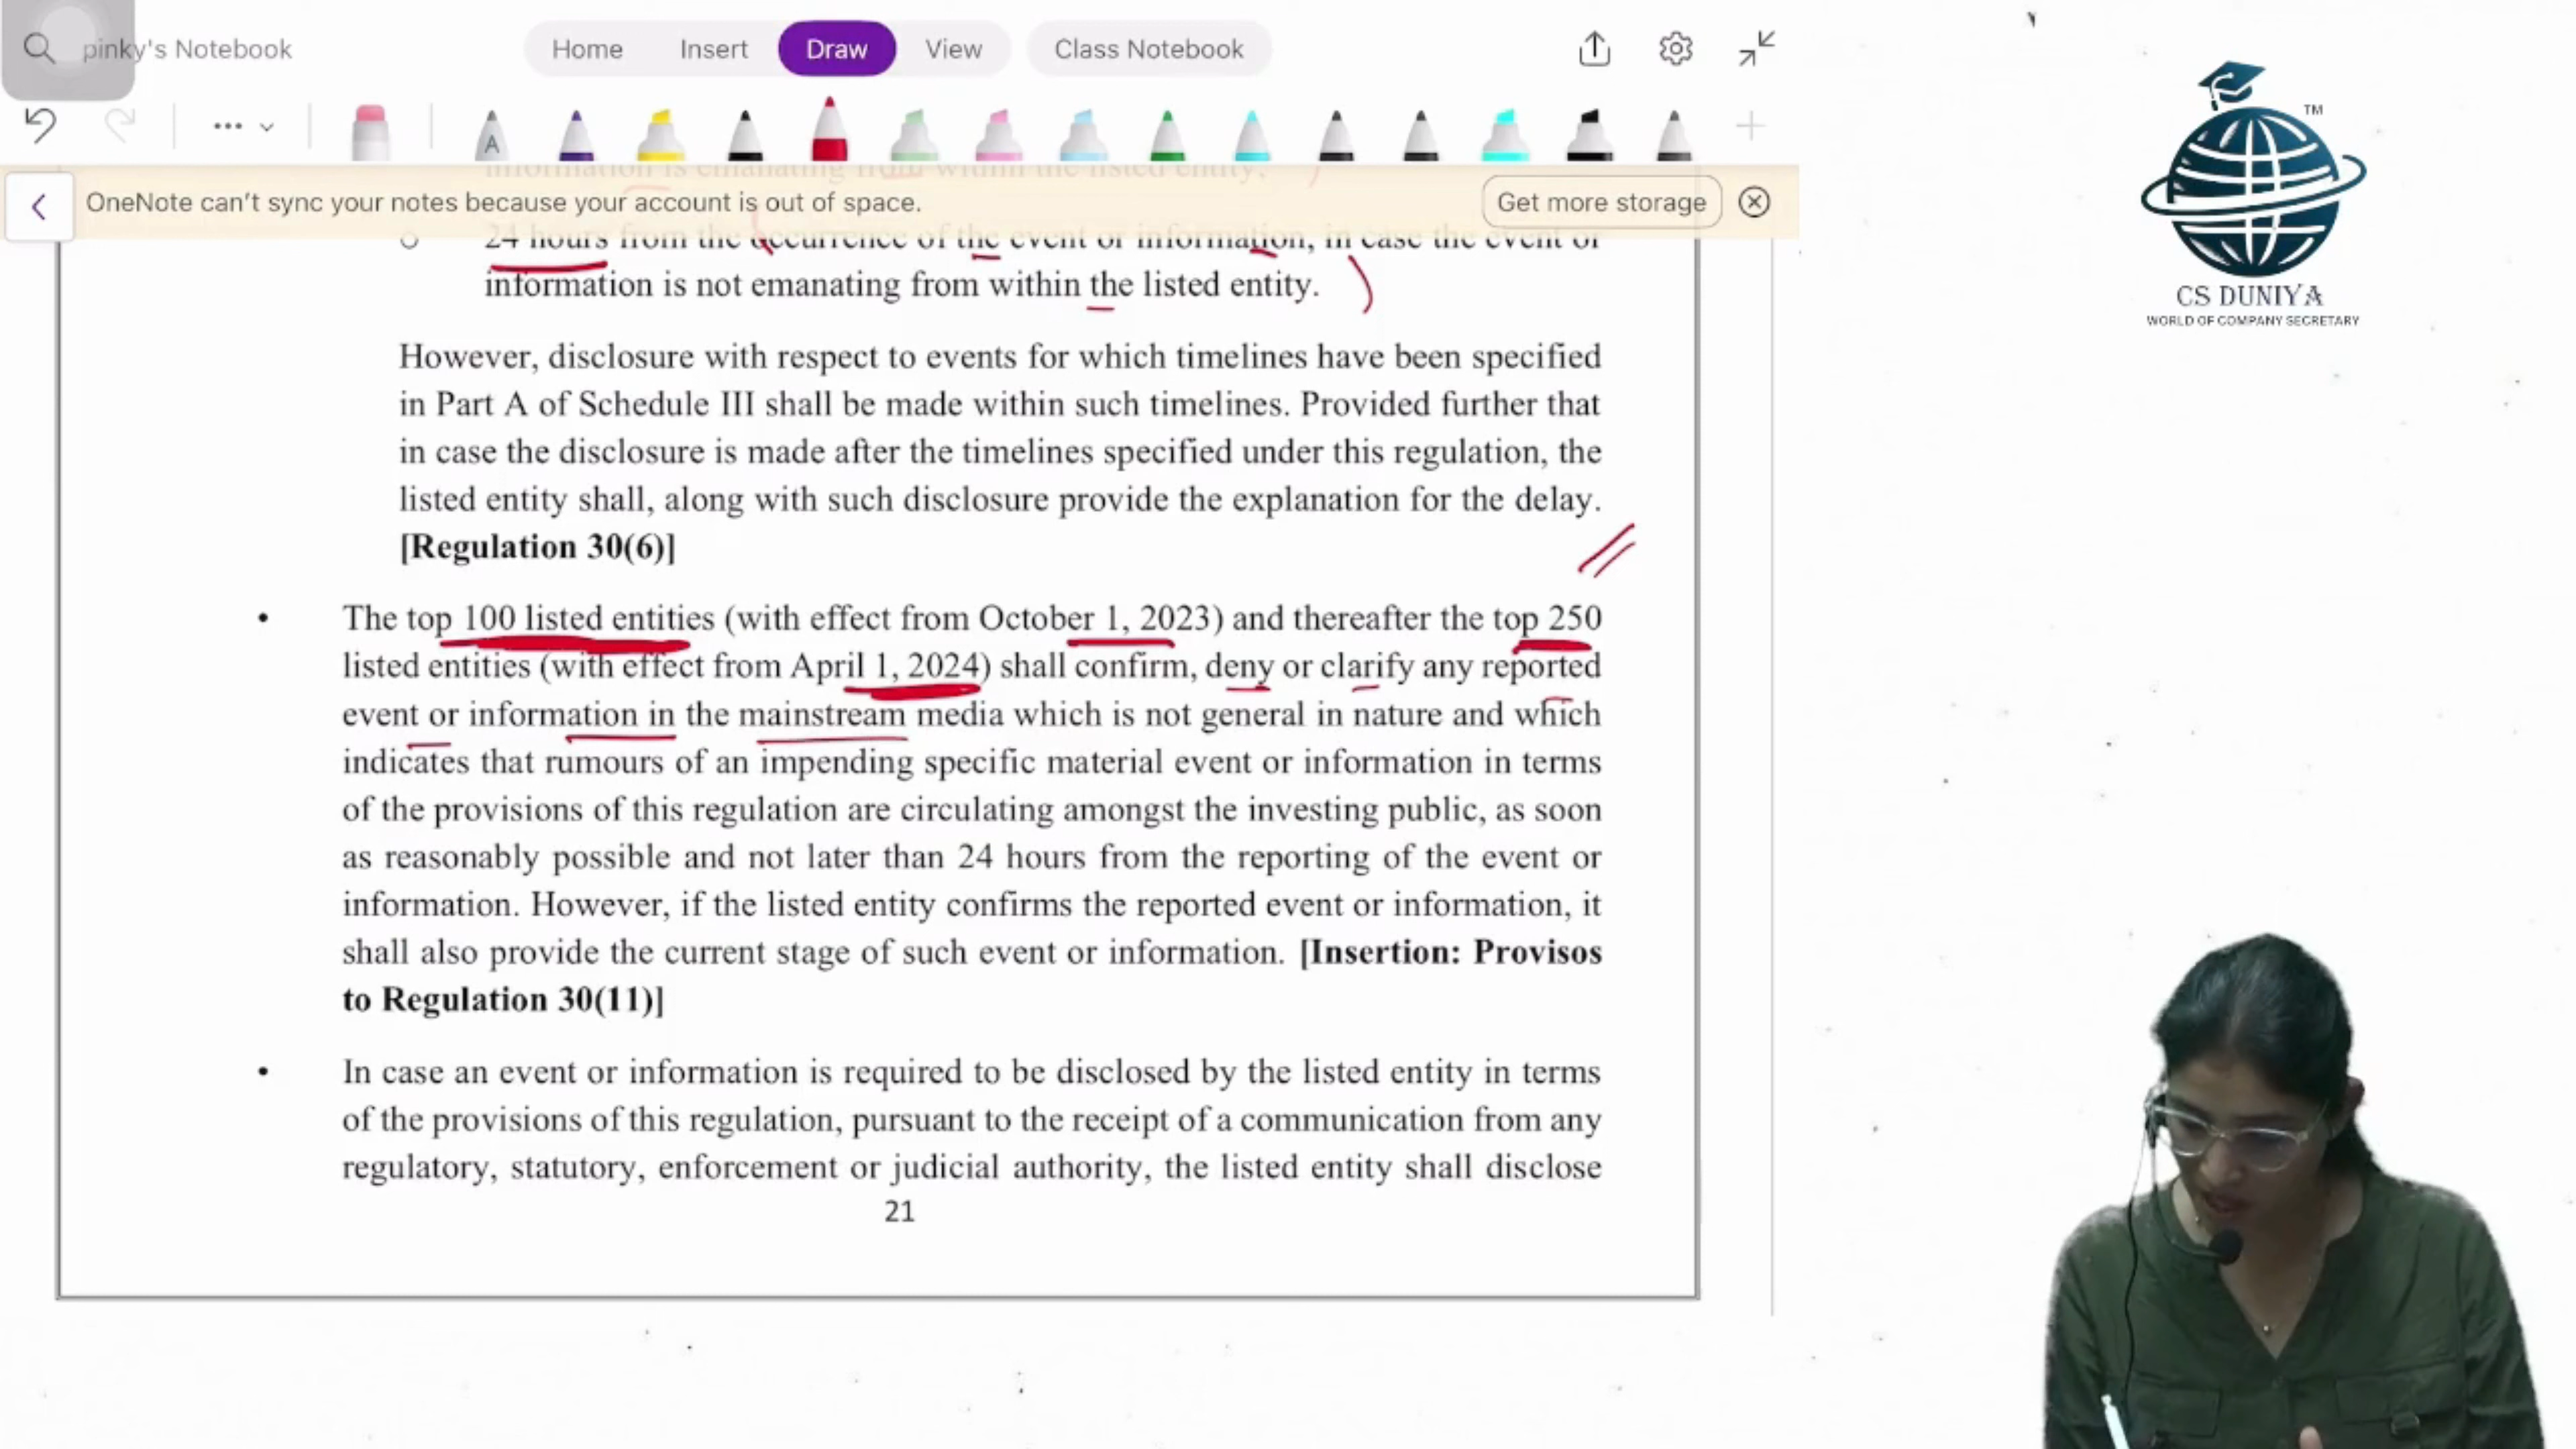 pinky's Notebook
Home Insert Draw View Class Notebook
A
information is emanating from within the listed entity.
OneNote can't sync your notes because your account is out of space. Get more storage
24 hours from the occurrence of the event or information, in case the event or
information is not emanating from within the listed entity.
However, disclosure with respect to events for which timelines have been specified
in Part A of Schedule III shall be made within such timelines. Provided further that
in case the disclosure is made after the timelines specified under this regulation, the
listed entity shall, along with such disclosure provide the explanation for the delay.
[Regulation 30(6)]
• The top 100 listed entities (with effect from October 1, 2023) and thereafter the top 250
listed entities (with effect from April 1, 2024) shall confirm, deny or clarify any reported
event or information in the mainstream media which is not general in nature and which
indicates that rumours of an impending specific material event or information in terms
of the provisions of this regulation are circulating amongst the investing public, as soon
as reasonably possible and not later than 24 hours from the reporting of the event or
information. However, if the listed entity confirms the reported event or information, it
shall also provide the current stage of such event or information. [Insertion: Provisos
to Regulation 30(11)]
• In case an event or information is required to be disclosed by the listed entity in terms
of the provisions of this regulation, pursuant to the receipt of a communication from any
regulatory, statutory, enforcement or judicial authority, the listed entity shall disclose
21
TM
CS DUNIYA
WORLD OF COMPANY SECRETARY